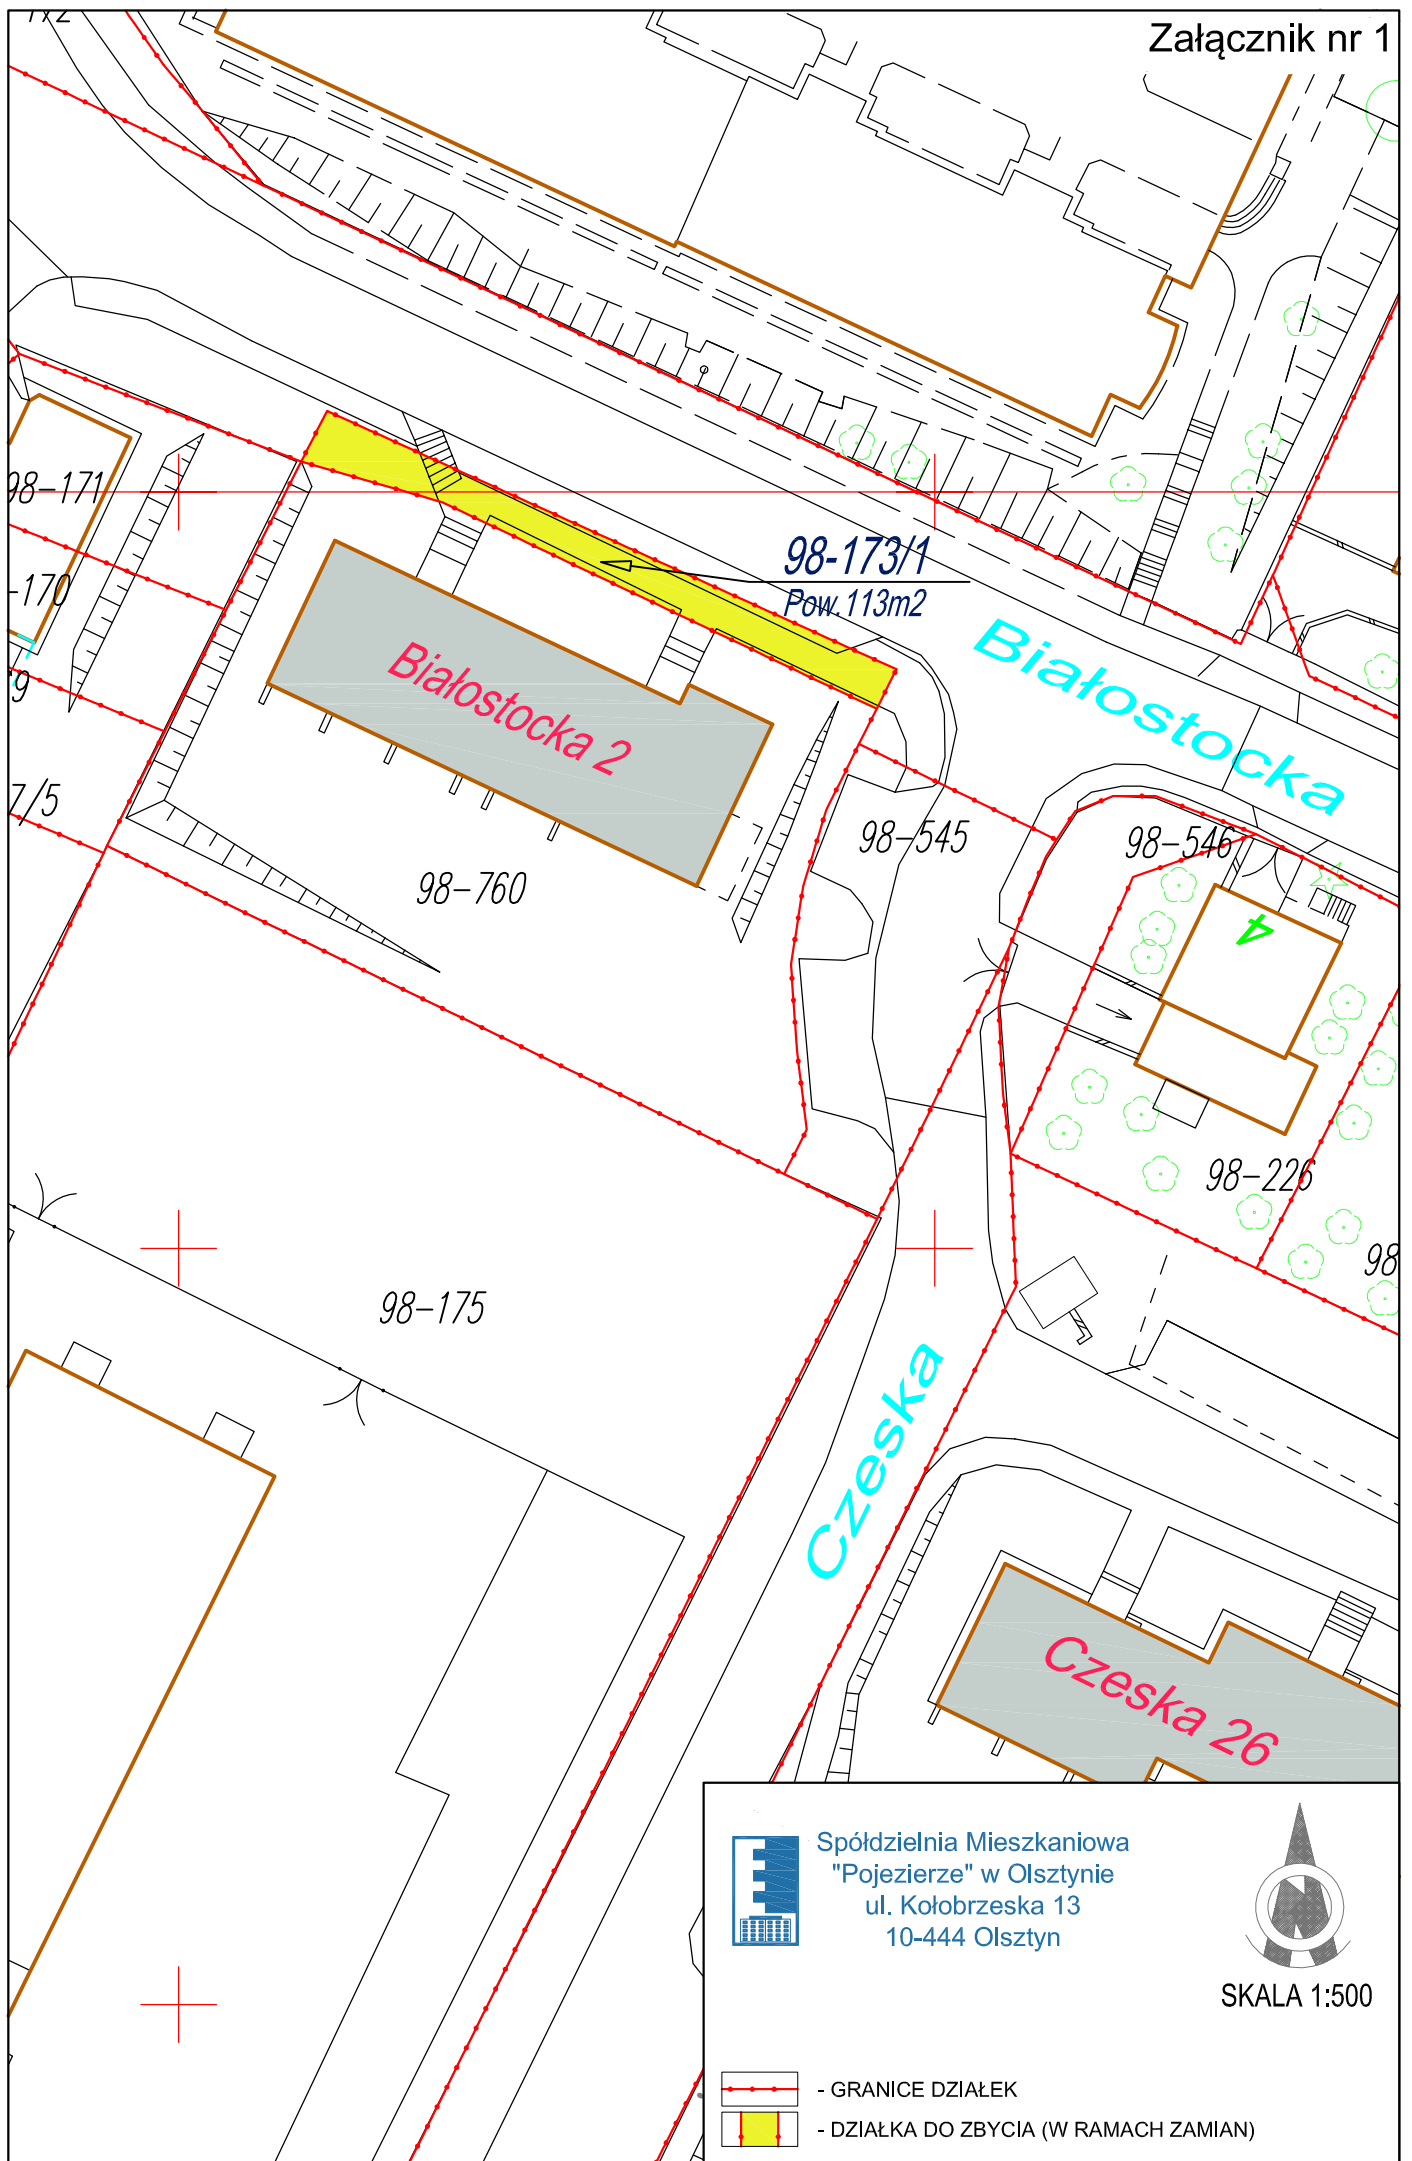 Załącznik nr 1
98-171
98-173/1
Pow.113m2
-170
Białostocka
Białostocka 2
7/5
98-545
98-546
98-760
4
98-226
98
98-175
Czeska
Czeska 26
Spółdzielnia Mieszkaniowa
"Pojezierze" w Olsztynie
ul. Kołobrzeska 13
10-444 Olsztyn
N
SKALA 1:500
- GRANICE DZIAŁEK
- DZIAŁKA DO ZBYCIA (W RAMACH ZAMIAN)